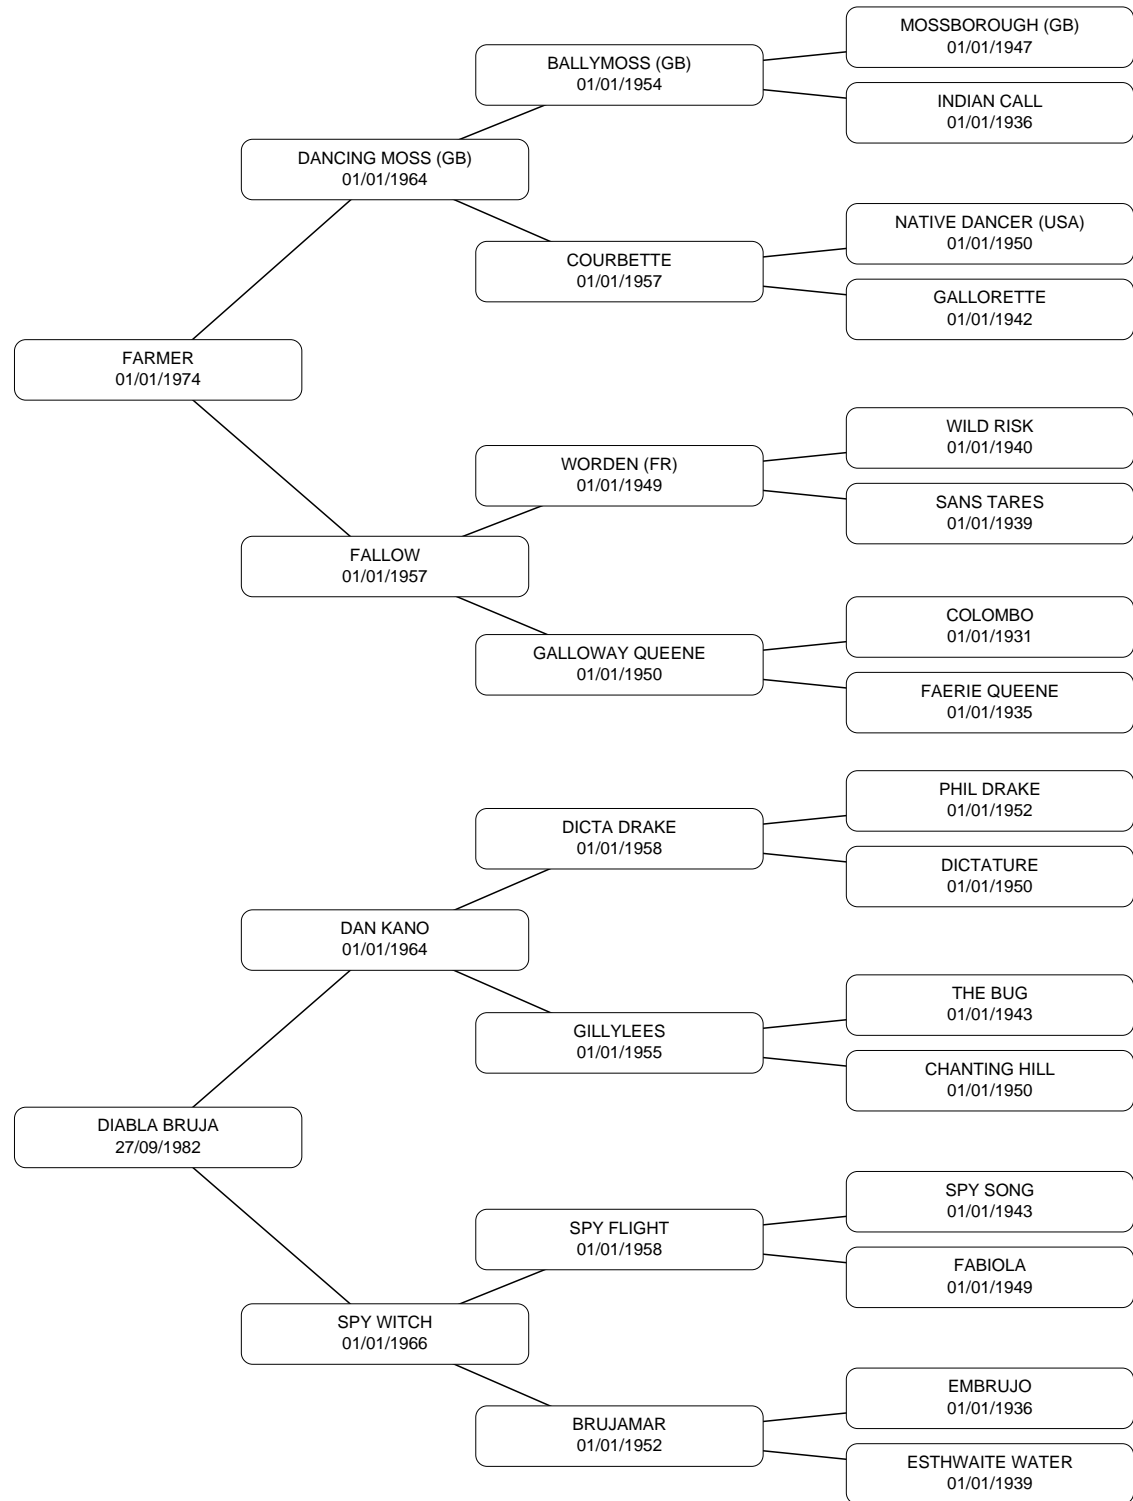 MOSSBOROUGH (GB)
01/01/1947
BALLYMOSS (GB)
01/01/1954
INDIAN CALL
01/01/1936
DANCING MOSS (GB)
01/01/1964
NATIVE DANCER (USA)
01/01/1950
COURBETTE
01/01/1957
GALLORETTE
01/01/1942
FARMER
01/01/1974
WILD RISK
01/01/1940
WORDEN (FR)
01/01/1949
SANS TARES
01/01/1939
FALLOW
01/01/1957
COLOMBO
01/01/1931
GALLOWAY QUEENE
01/01/1950
FAERIE QUEENE
01/01/1935
PHIL DRAKE
01/01/1952
DICTA DRAKE
01/01/1958
DICTATURE
01/01/1950
DAN KANO
01/01/1964
THE BUG
01/01/1943
GILLYLEES
01/01/1955
CHANTING HILL
01/01/1950
DIABLA BRUJA
27/09/1982
SPY SONG
01/01/1943
SPY FLIGHT
01/01/1958
FABIOLA
01/01/1949
SPY WITCH
01/01/1966
EMBRUJO
01/01/1936
BRUJAMAR
01/01/1952
ESTHWAITE WATER
01/01/1939